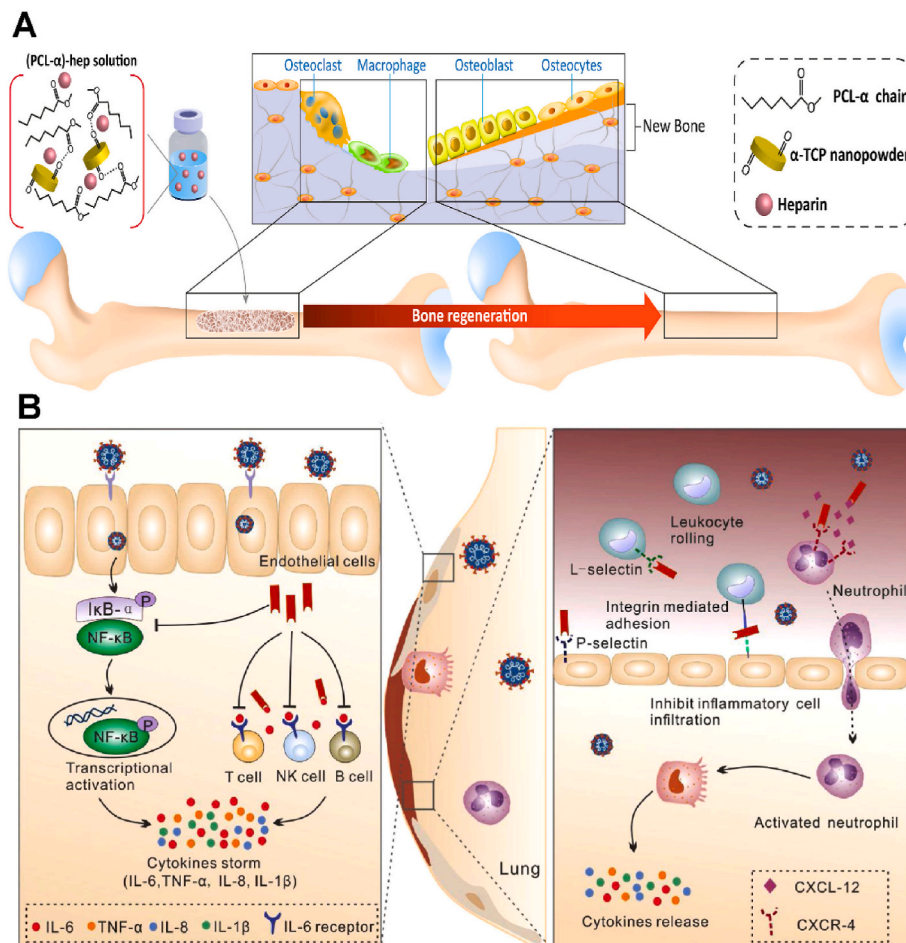 A
(PCL-α)-hep solution
Osteoclast
Macrophage
Osteoblast
Osteocytes
New Bone
PCL-α chain
α-TCP nanopowder
Heparin
Bone regeneration
B
Endothelial cells
IκB-α
P
NF-κB
P
NF-κB
Transcriptional
activation
T cell
NK cell
B cell
Cytokines storm
(IL-6,TNF-α, IL-8, IL-1β)
IL-6
TNF-α
IL-8
IL-1β
IL-6 receptor
Lung
Leukocyte
rolling
L-selectin
Neutrophil
Integrin mediated
adhesion
P-selectin
Inhibit inflammatory cell
infiltration
Activated neutrophil
Cytokines release
CXCL-12
CXCR-4